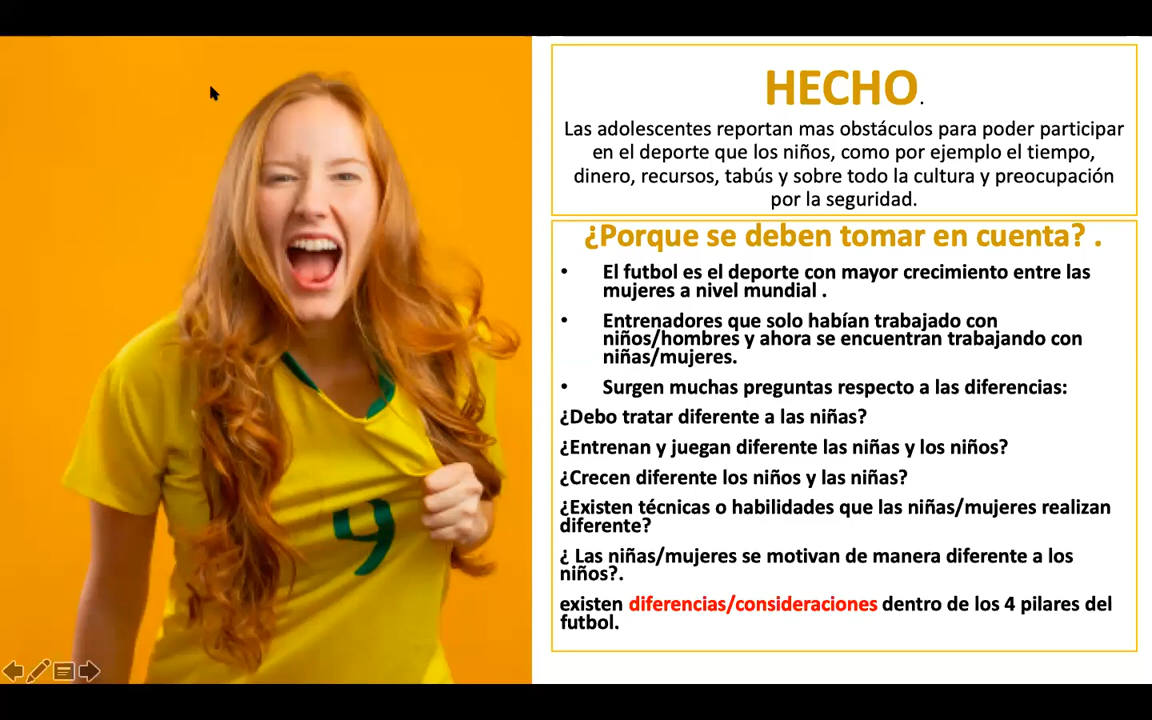 HECHO.
Las adolescentes reportan mas obstáculos para poder participar
en el deporte que los niños, como por ejemplo el tiempo,
dinero, recursos, tabús y sobre todo la cultura y preocupación
por la seguridad.
¿Porque se deben tomar en cuenta? .
• El futbol es el deporte con mayor crecimiento entre las
mujeres a nivel mundial .
• Entrenadores que solo habían trabajado con
niños/hombres y ahora se encuentran trabajando con
niñas/mujeres.
• Surgen muchas preguntas respecto a las diferencias:
¿Debo tratar diferente a las niñas?
¿Entrenan y juegan diferente las niñas y los niños?
¿Crecen diferente los niños y las niñas?
¿Existen técnicas o habilidades que las niñas/mujeres realizan
diferente?
¿ Las niñas/mujeres se motivan de manera diferente a los
niños?.
existen diferencias/consideraciones dentro de los 4 pilares del
futbol.
9